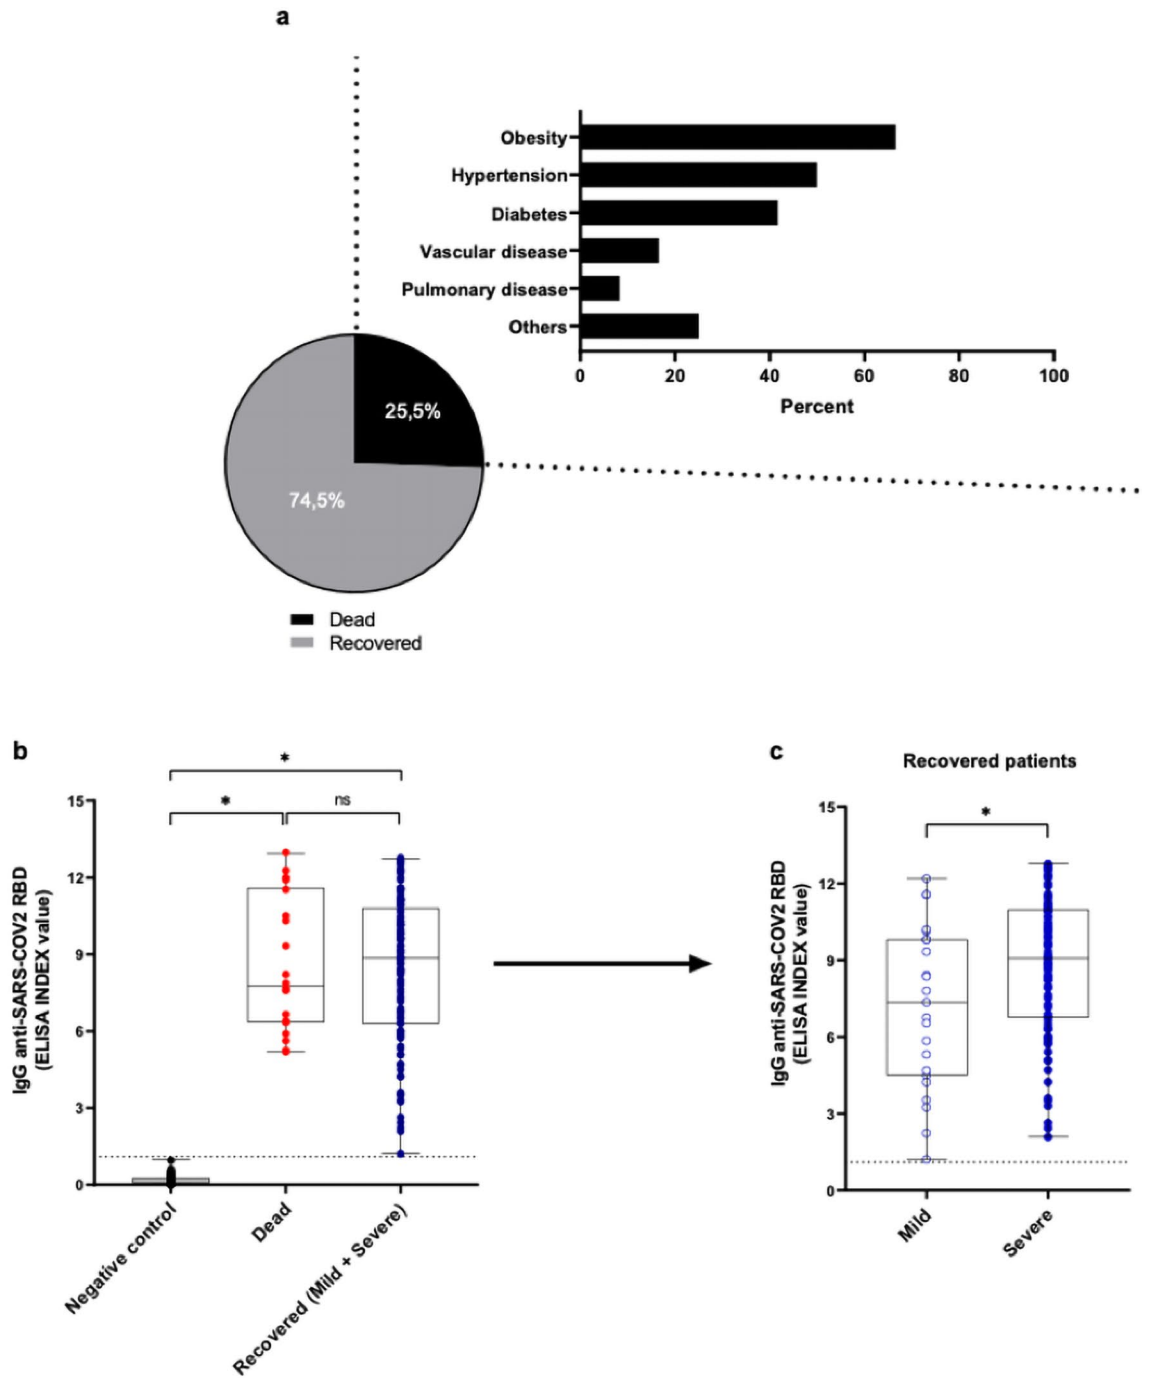 a
Obesity
Hypertension
Diabetes
Vascular disease
Pulmonary disease
Others
0 20 40 60 80 100
Percent
25,5%
74,5%
Dead
Recovered
b
*
* ns
15
12
9
6
3
0
IgG anti-SARS-COV2 RBD
(ELISA INDEX value)
Negative control
Dead
Recovered (Mild + Severe)
c
Recovered patients
*
15
12
9
6
3
0
IgG anti-SARS-COV2 RBD
(ELISA INDEX value)
Mild
Severe